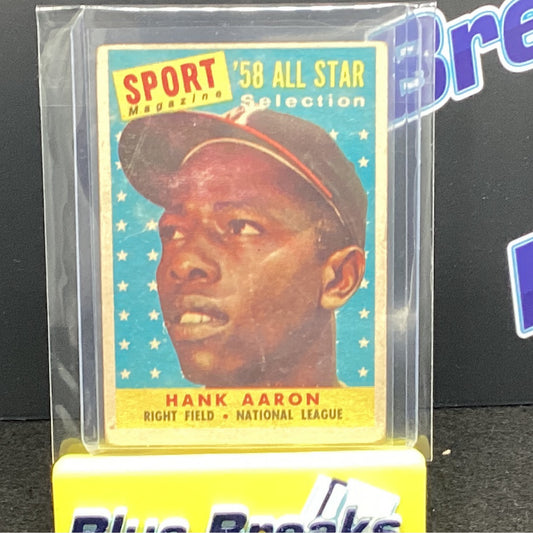 SPORT
Magazine
'58 ALL STAR
Selection
HANK AARON
RIGHT FIELD • NATIONAL LEAGUE
Blue Breaks